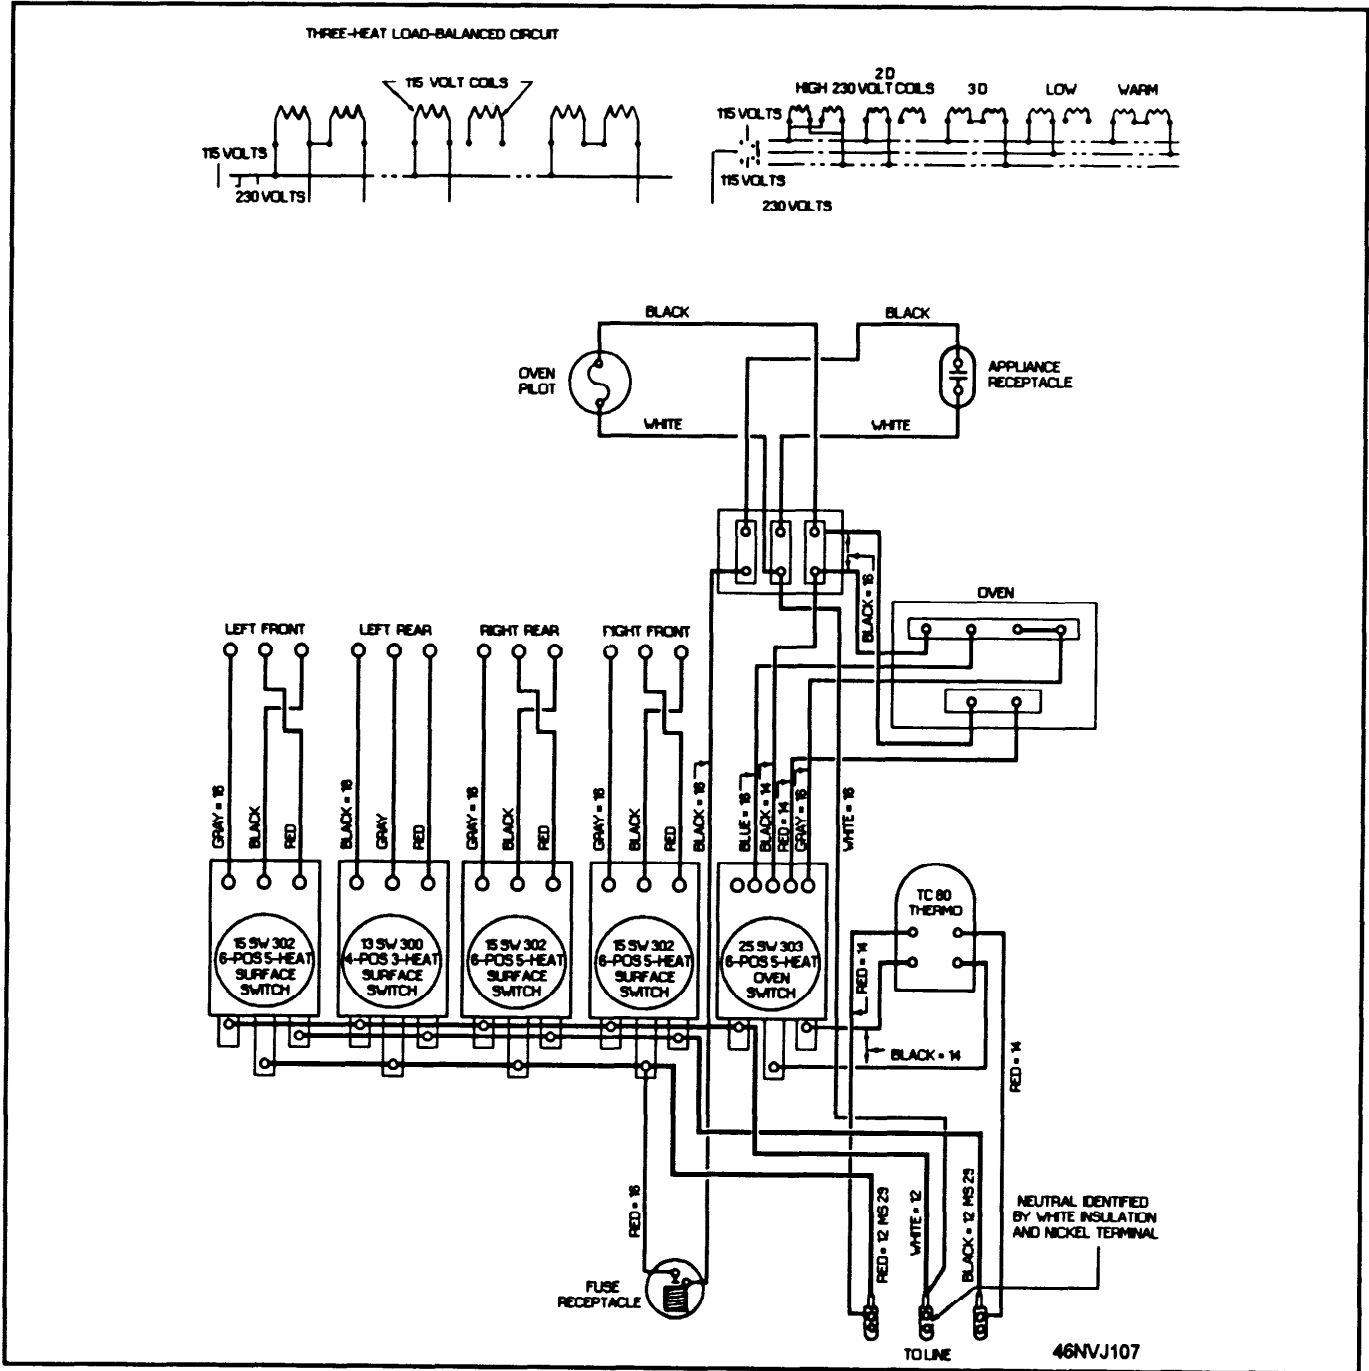 THREE-HEAT LOAD-BALANCED CIRCUIT
115 VOLT COILS
115 VOLTS
230 VOLTS
2D
HIGH 230 VOLT COILS
3D
LOW
WARM
115 VOLTS
115 VOLTS
230 VOLTS
BLACK
BLACK
OVEN
PILOT
APPLIANCE
RECEPTACLE
WHITE
WHITE
BLACK = 16
OVEN
LEFT FRONT
LEFT REAR
RIGHT REAR
RIGHT FRONT
GRAY = 16
BLACK
RED
BLACK = 16
GRAY
RED
GRAY = 16
BLACK
RED
GRAY = 16
BLACK
RED
BLACK = 16
BLUE = 16
BLACK = 14
RED = 14
GRAY = 16
WHITE = 16
15 SW 302
6-POS 5-HEAT
SURFACE
SWITCH
13 SW 300
4-POS 3-HEAT
SURFACE
SWITCH
15 SW 302
6-POS 5-HEAT
SURFACE
SWITCH
15 SW 302
6-POS 5-HEAT
SURFACE
SWITCH
25 SW 303
6-POS 5-HEAT
OVEN
SWITCH
TC 80
THERMO
RED = 14
BLACK = 14
RED = 14
RED = 16
RED = 12 MS 29
WHITE = 12
BLACK = 12 MS 29
NEUTRAL IDENTIFIED
BY WHITE INSULATION
AND NICKEL TERMINAL
FUSE
RECEPTACLE
TO LINE
46NVJ107